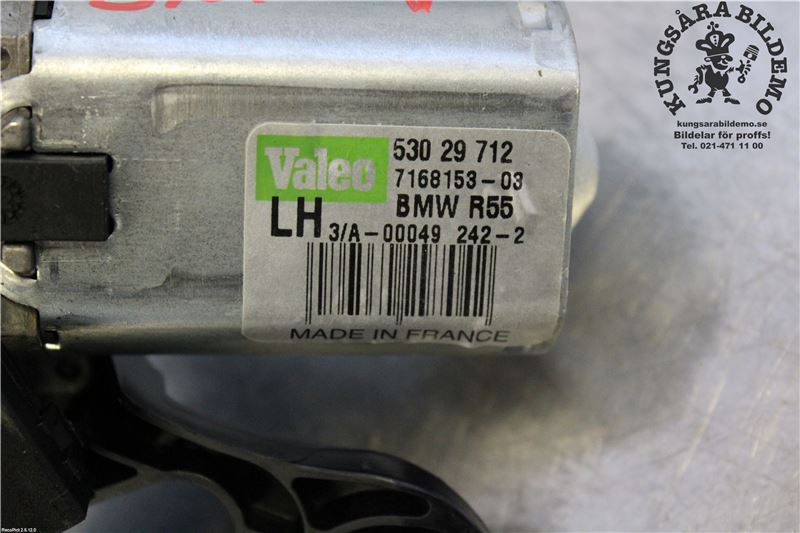 KUNGSÅRA BILDEMO
kungsarabildemo.se
Bildelar för proffs!
Tel. 021-471 11 00
Valeo
530 29 712
7168153-03
BMW R55
LH
3/A-00049 242-2
MADE IN FRANCE